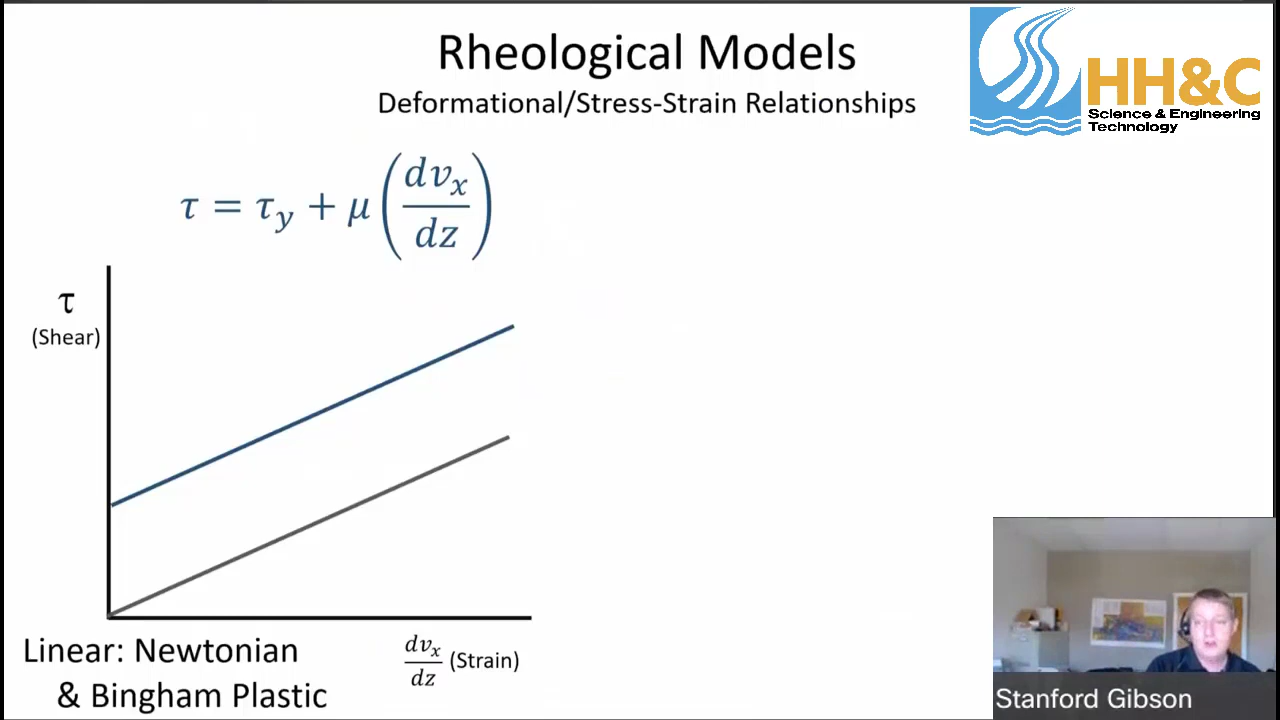 Rheological Models
Deformational/Stress-Strain Relationships
HH&C
Science & Engineering
Technology
τ = τ_y + μ(dv_x/dz)
τ
(Shear)
Linear: Newtonian
& Bingham Plastic
dv_x/dz (Strain)
Stanford Gibson